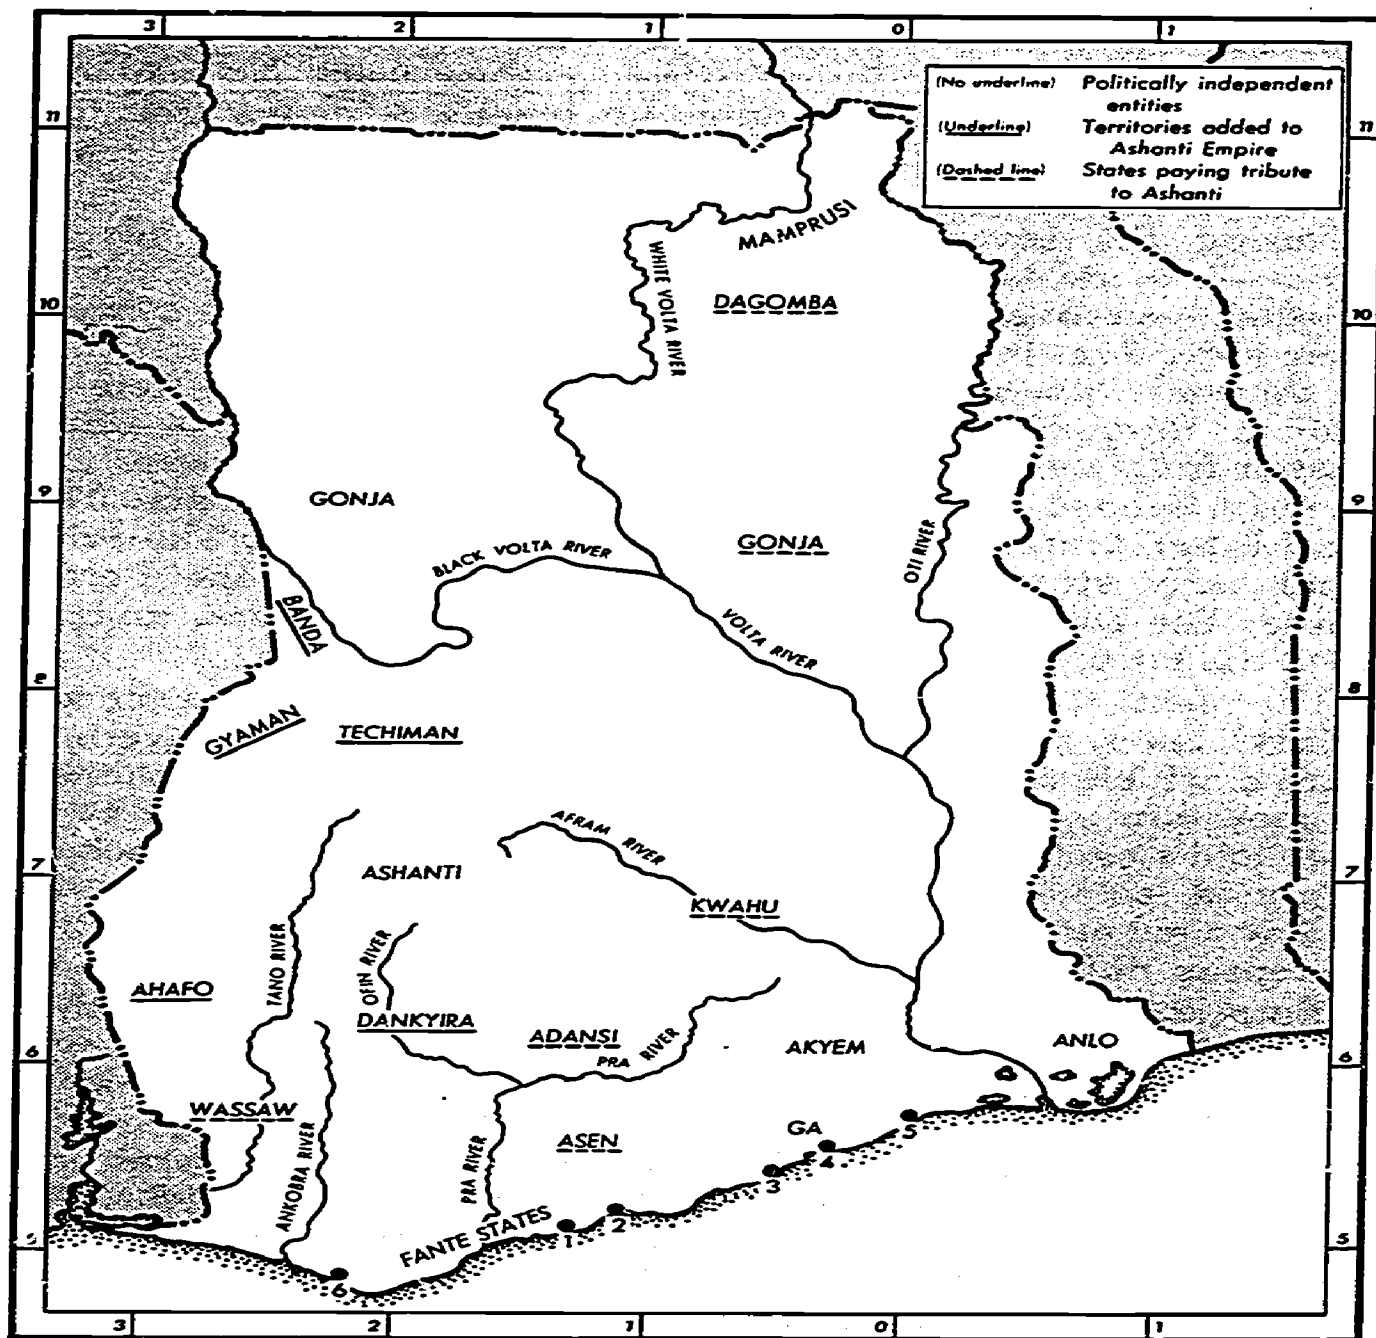 3 2 1 0 1
(No underline) Politically independent
entities
(Underline) Territories added to
Ashanti Empire
(Dashed line) States paying tribute
to Ashanti
11 11
MAMPRUSI
WHITE VOLTA RIVER
DAGOMBA
10 10
GONJA
9 9
GONJA
OTI RIVER
BLACK VOLTA RIVER
BANDA
VOLTA RIVER
8 8
GYAMAN
TECHIMAN
AFRAM RIVER
7 7
ASHANTI
KWAHU
TANO RIVER
OFIN RIVER
AHAFO
DANKYIRA
ADANSI
PRA RIVER
AKYEM
ANLO
6 6
WASSAW
ANKOBRA RIVER
PRA RIVER
ASEN
GA
5
4
3
2
1
FANTE STATES
5 5
6
3 2 1 0 1